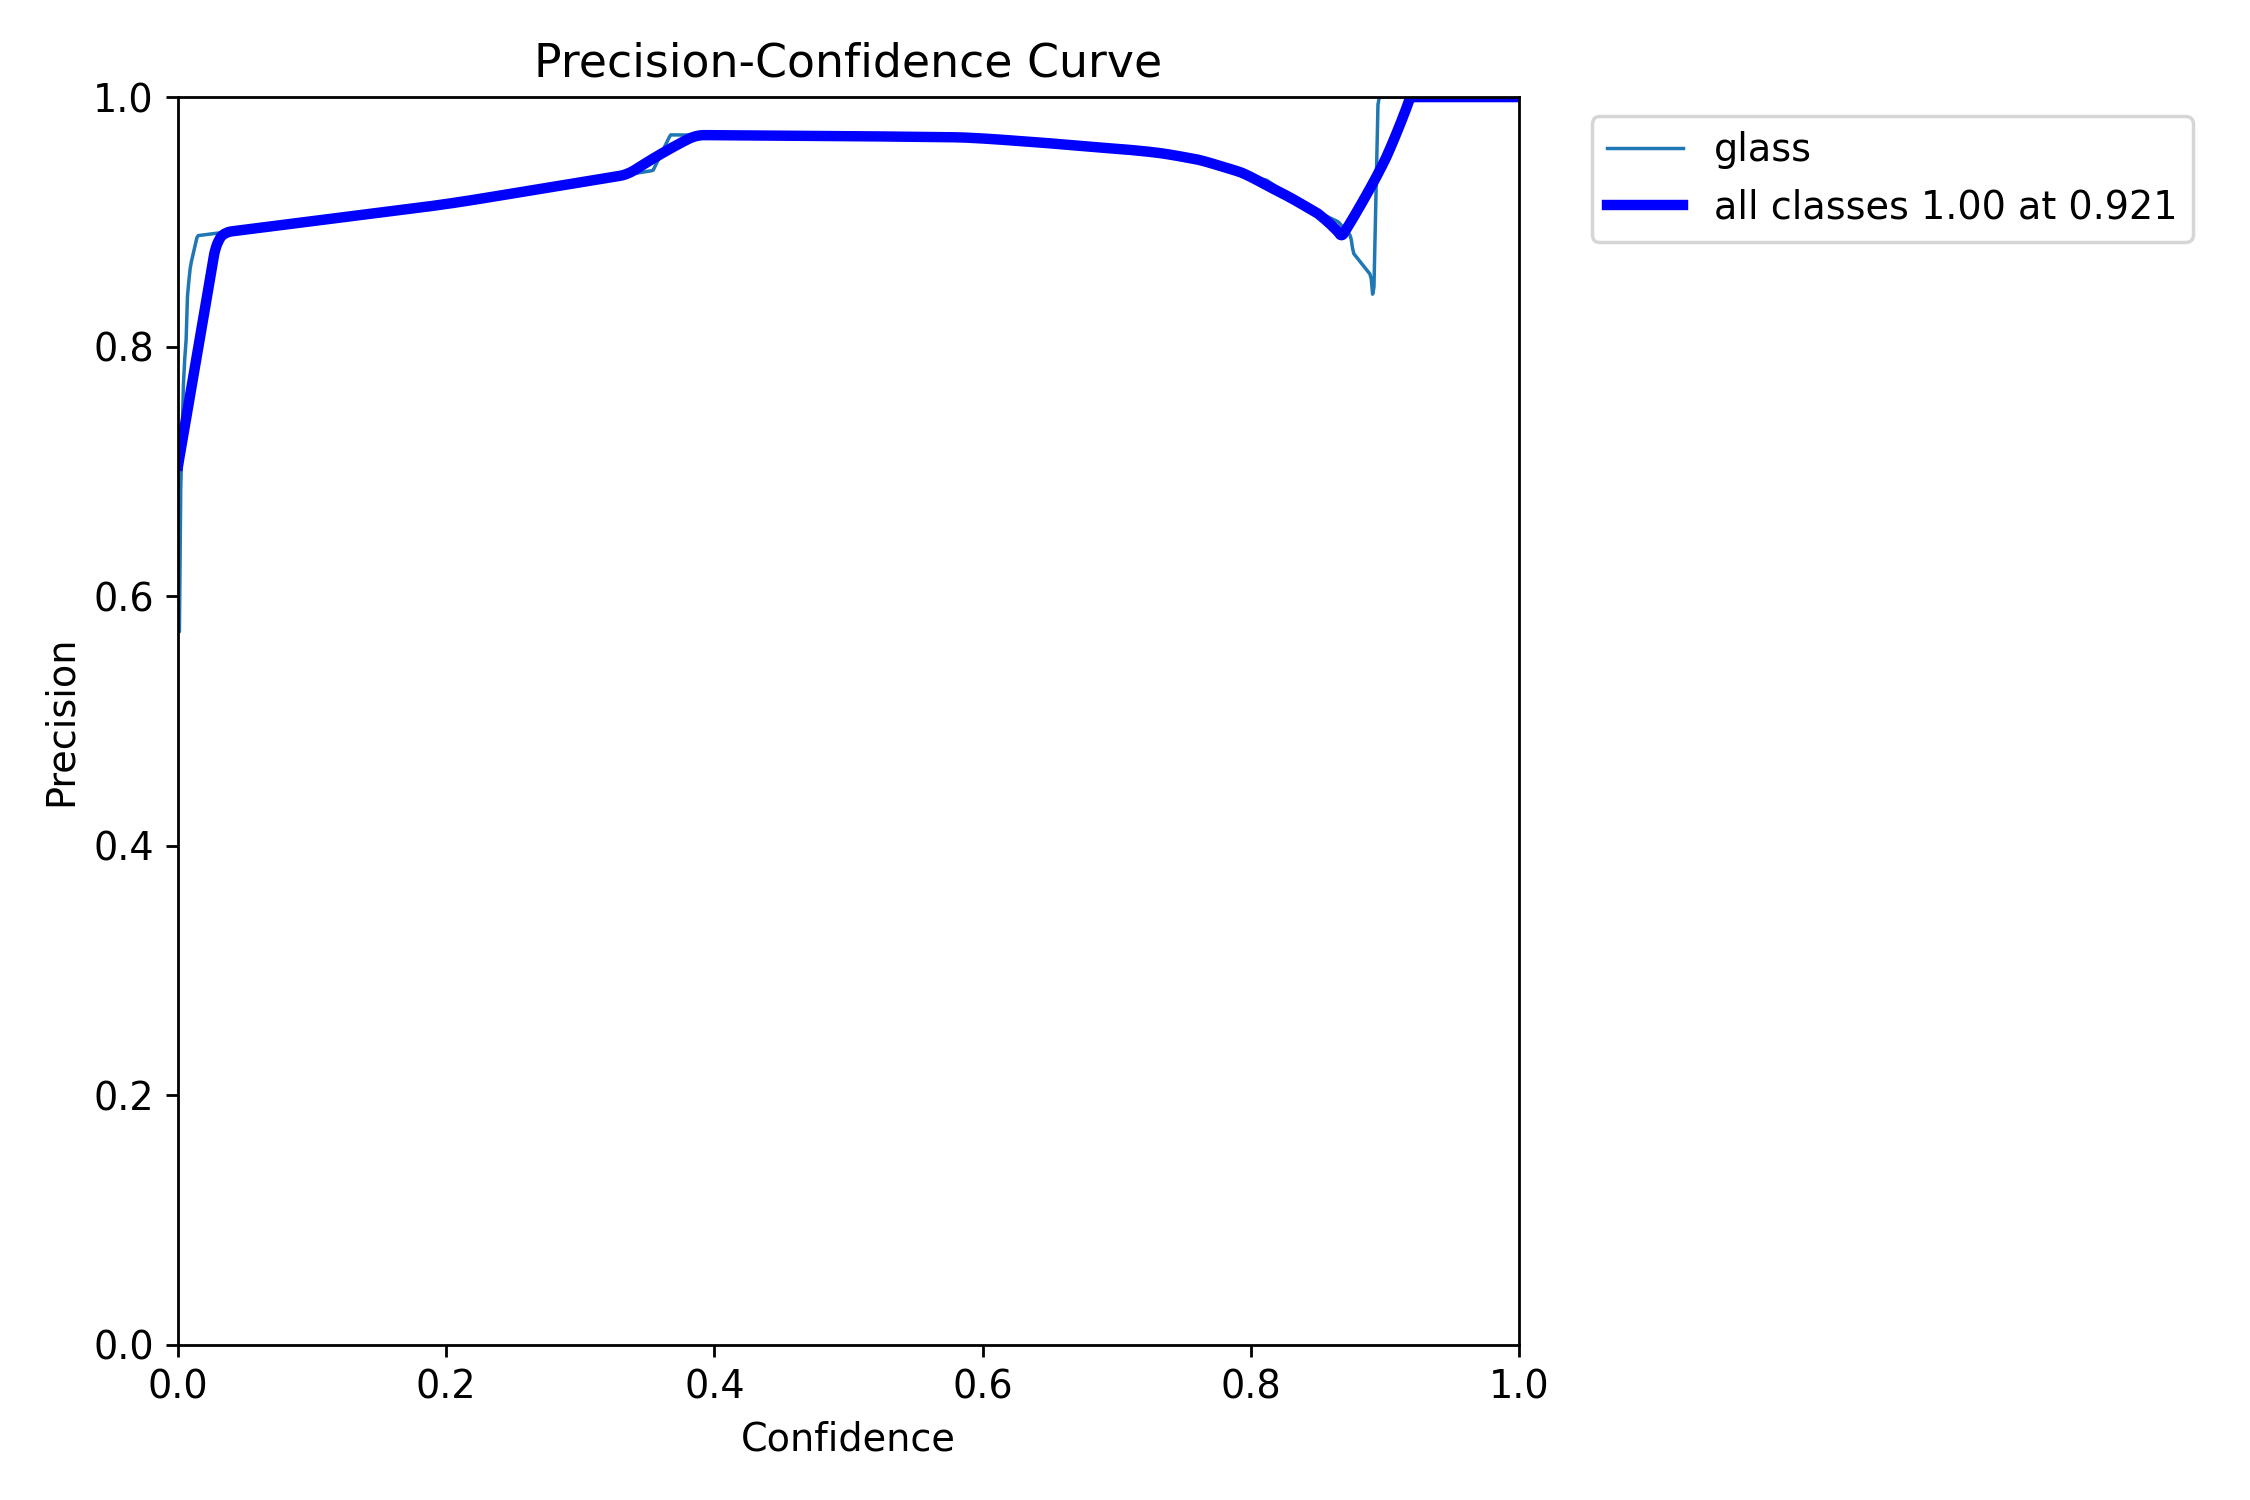 Precision-Confidence Curve
1.0
0.8
0.6
0.4
0.2
0.0
Precision
0.0 0.2 0.4 0.6 0.8 1.0
Confidence
glass
all classes 1.00 at 0.921